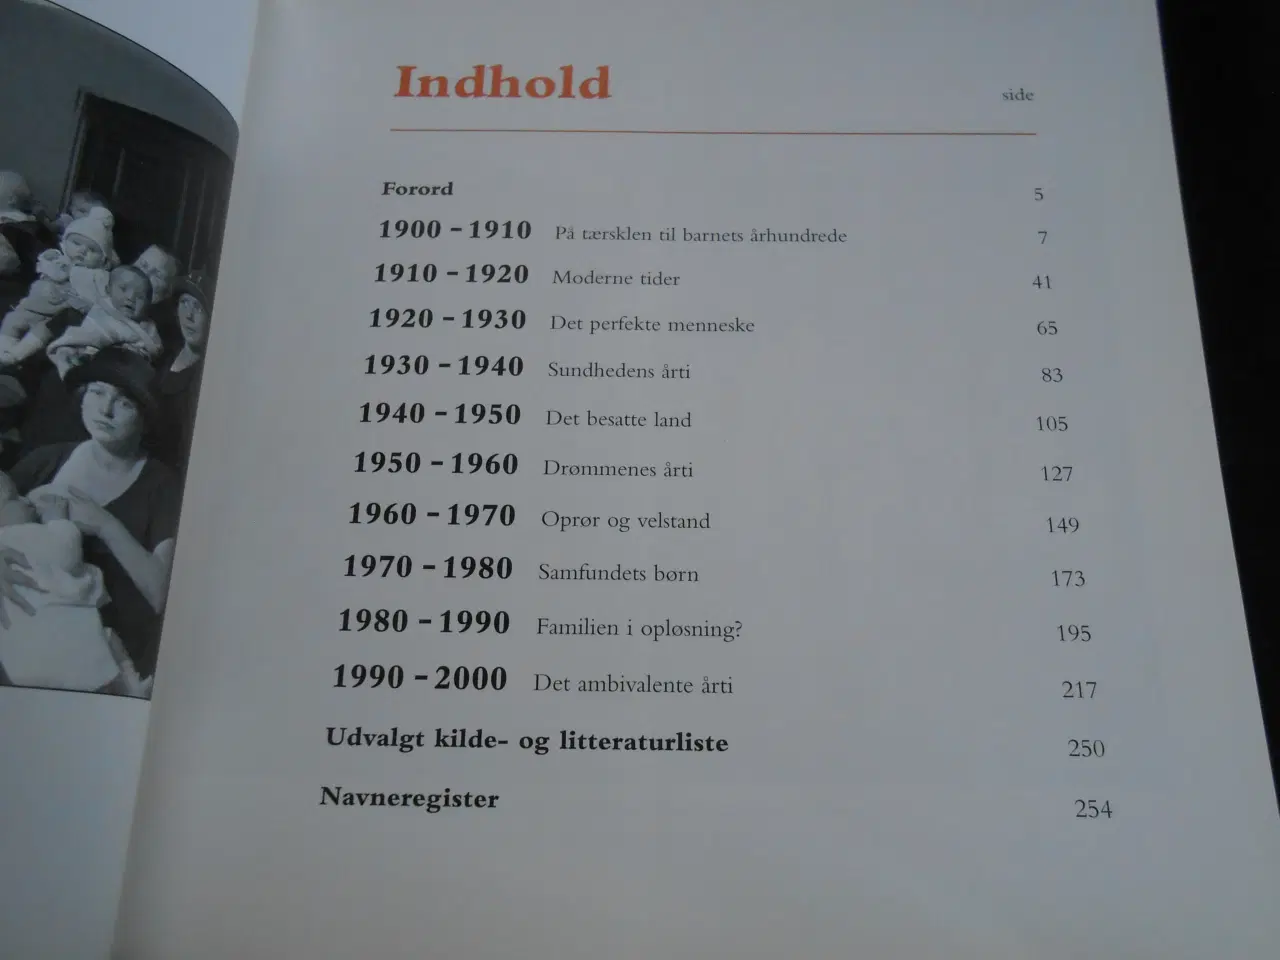 Indhold side
Forord 5
1900 – 1910 På tærsklen til barnets århundrede 7
1910 – 1920 Moderne tider 41
1920 – 1930 Det perfekte menneske 65
1930 – 1940 Sundhedens årti 83
1940 – 1950 Det besatte land 105
1950 – 1960 Drømmenes årti 127
1960 – 1970 Oprør og velstand 149
1970 – 1980 Samfundets børn 173
1980 – 1990 Familien i opløsning? 195
1990 – 2000 Det ambivalente årti 217
Udvalgt kilde- og litteraturliste 250
Navneregister 254